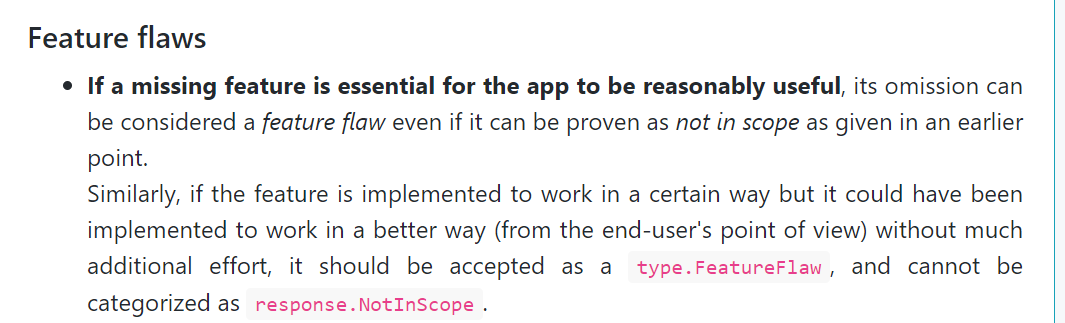 Feature flaws
• If a missing feature is essential for the app to be reasonably useful, its omission can
be considered a feature flaw even if it can be proven as not in scope as given in an earlier
point.
Similarly, if the feature is implemented to work in a certain way but it could have been
implemented to work in a better way (from the end-user's point of view) without much
additional effort, it should be accepted as a type.FeatureFlaw, and cannot be
categorized as response.NotInScope.